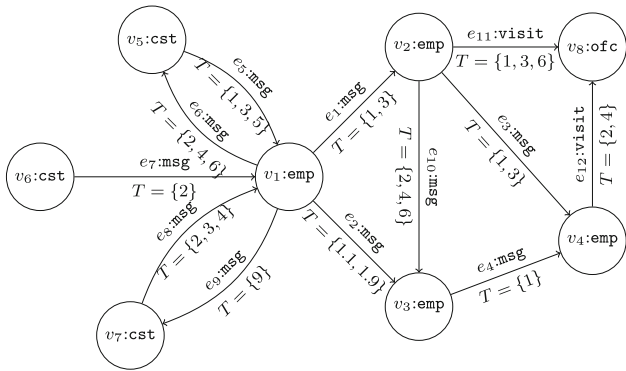 v₅:cst
v₂:emp
e₁₁:visit
T = {1, 3, 6}
v₈:ofc
e₅:msg
T = {1, 3, 5}
e₆:msg
T = {2, 4, 6}
e₁:msg
T = {1, 3}
e₃:msg
T = {1, 3}
e₁₀:msg
T = {2, 4, 6}
e₁₂:visit
T = {2, 4}
v₆:cst
e₇:msg
T = {2}
v₁:emp
e₈:msg
T = {2, 3, 4}
e₉:msg
T = {9}
e₂:msg
T = {1.1, 1.9}
v₄:emp
e₄:msg
T = {1}
v₃:emp
v₇:cst